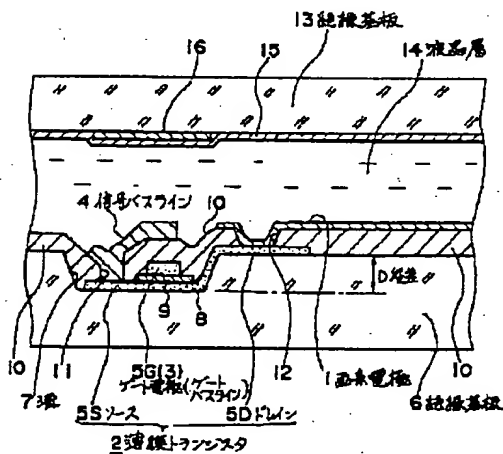 13絶縁基板
16
15
14液晶層
4信号バスライン
10
D段差
10
7溝
11
5G(3)
ゲート電極(ゲートバスライン)
9
8
12
1画素電極
10
5Sソース
5Dドレイン
6絶縁基板
2薄膜トランジスタ